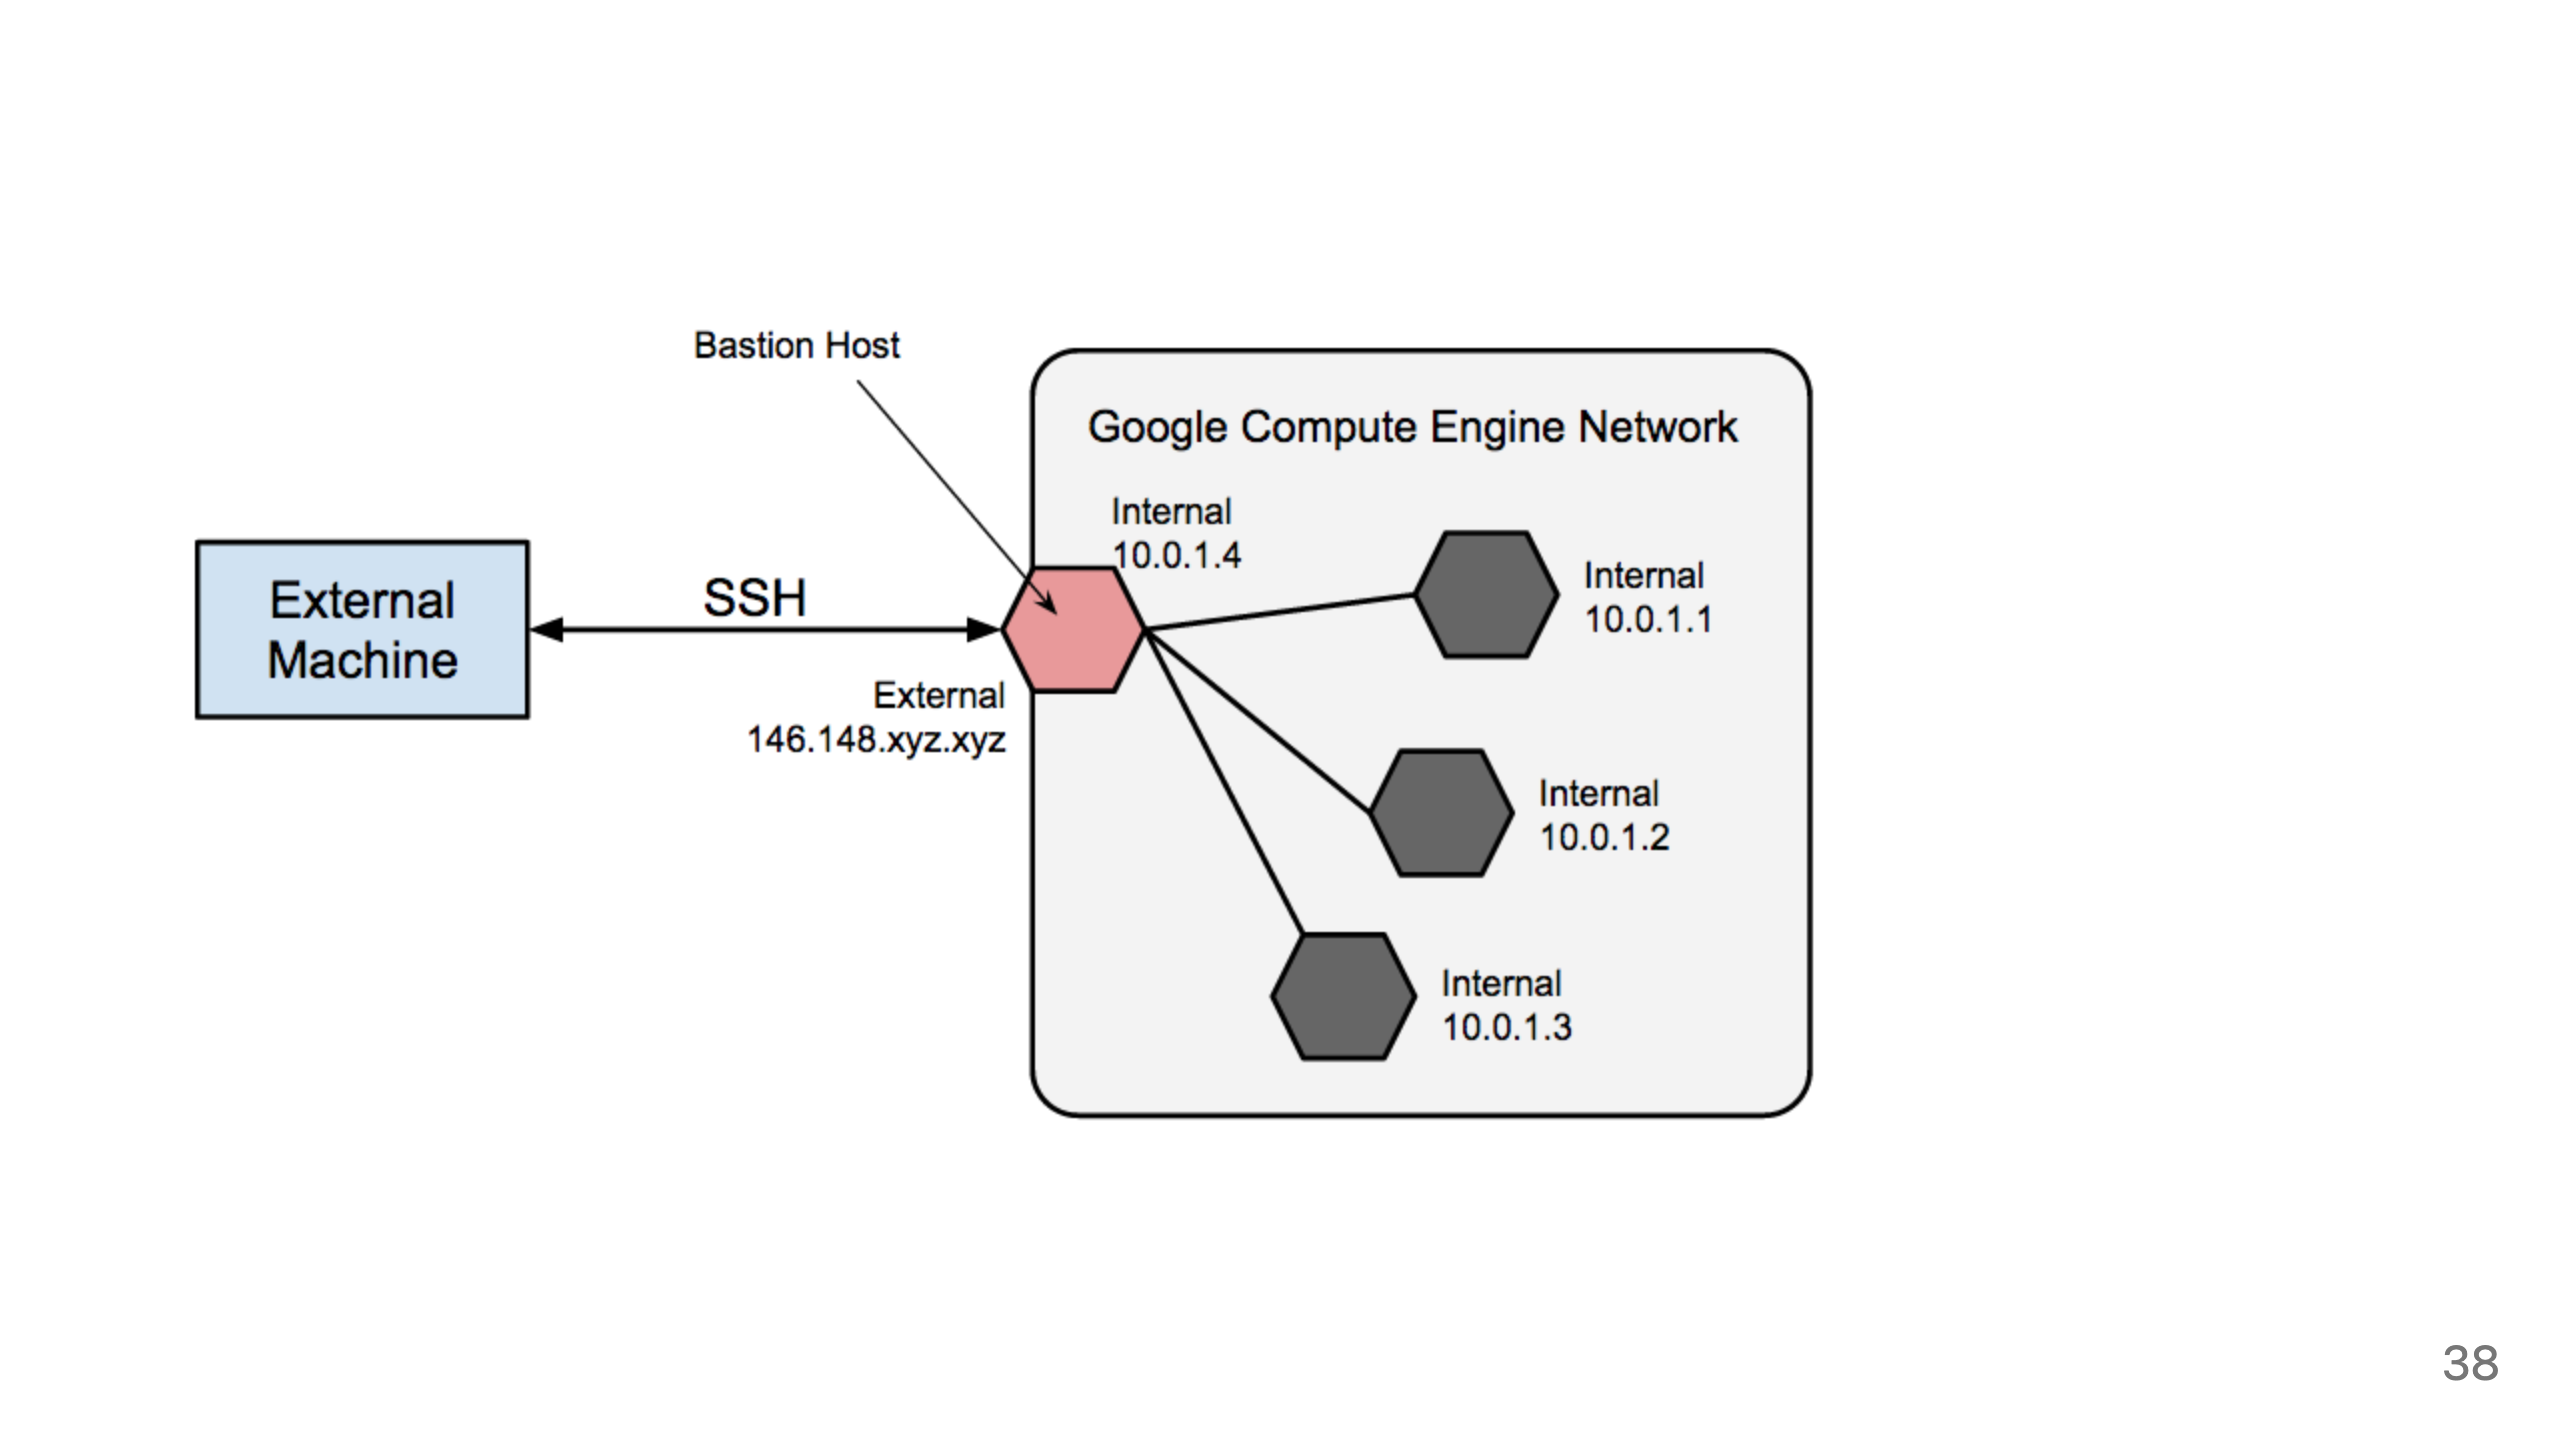 Bastion Host
Google Compute Engine Network
Internal
10.0.1.4
External
Machine
SSH
Internal
10.0.1.1
External
146.148.xyz.xyz
Internal
10.0.1.2
Internal
10.0.1.3
38